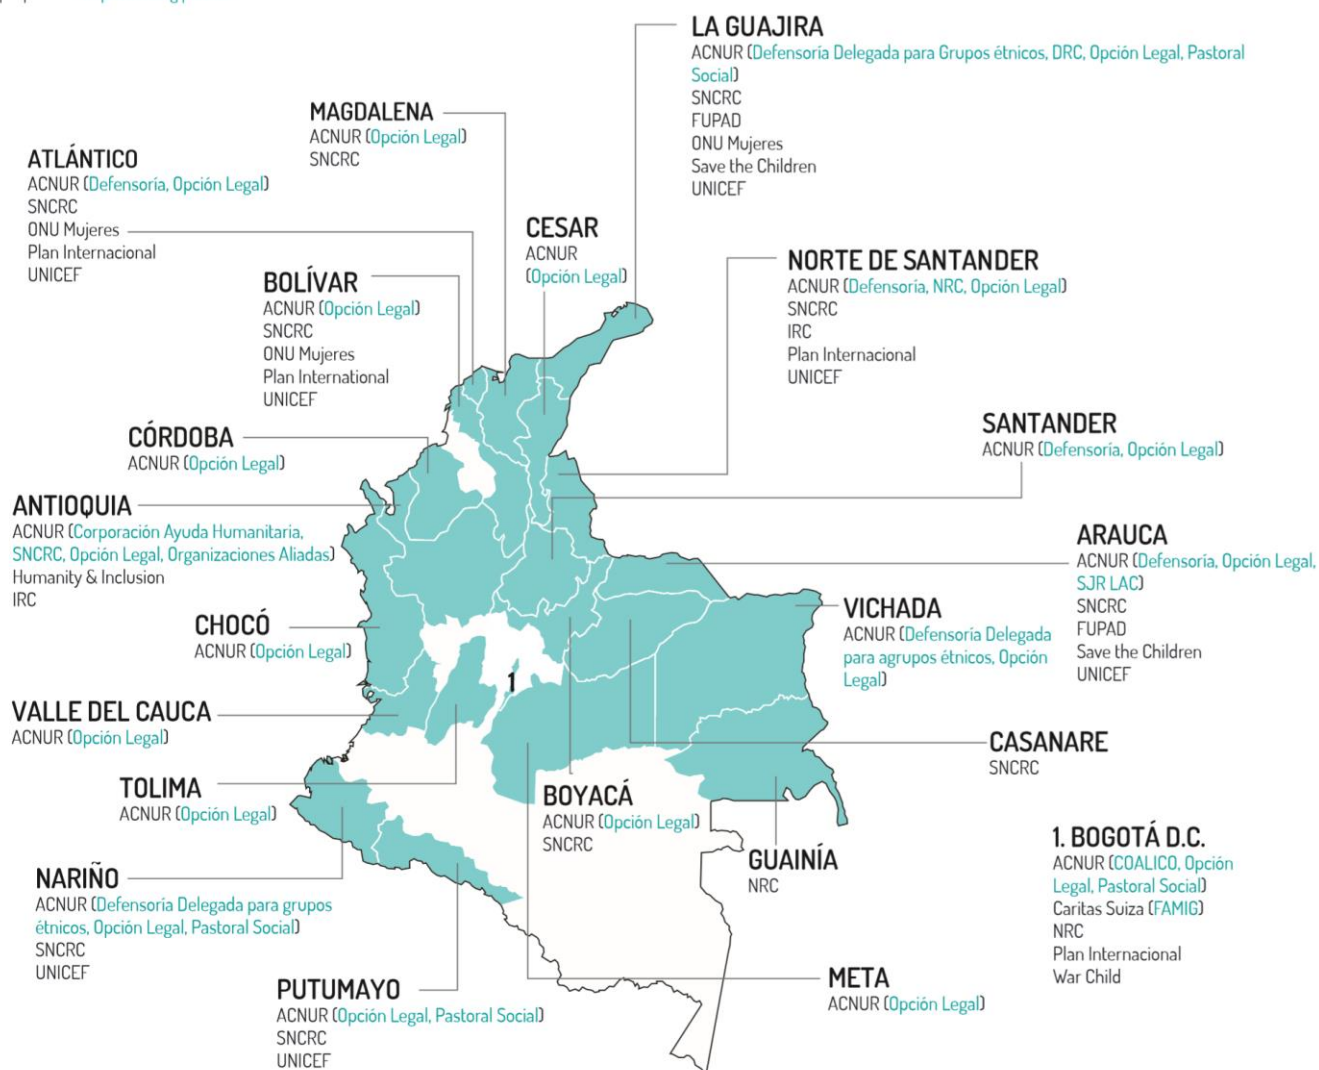 LA GUAJIRA
ACNUR (Defensoría Delegada para Grupos étnicos, DRC, Opción Legal, Pastoral
Social)
SNCRC
FUPAD
ONU Mujeres
Save the Children
UNICEF
MAGDALENA
ACNUR (Opción Legal)
SNCRC
ATLÁNTICO
ACNUR (Defensoría, Opción Legal)
SNCRC
ONU Mujeres
Plan Internacional
UNICEF
CESAR
ACNUR
(Opción Legal)
BOLÍVAR
ACNUR (Opción Legal)
SNCRC
ONU Mujeres
Plan International
UNICEF
NORTE DE SANTANDER
ACNUR (Defensoría, NRC, Opción Legal)
SNCRC
IRC
Plan Internacional
UNICEF
CÓRDOBA
ACNUR (Opción Legal)
SANTANDER
ACNUR (Defensoría, Opción Legal)
ANTIOQUIA
ACNUR (Corporación Ayuda Humanitaria,
SNCRC, Opción Legal, Organizaciones Aliadas)
Humanity & Inclusion
IRC
ARAUCA
ACNUR (Defensoría, Opción Legal,
SJR LAC)
SNCRC
FUPAD
Save the Children
UNICEF
CHOCÓ
ACNUR (Opción Legal)
VICHADA
ACNUR (Defensoría Delegada
para agrupos étnicos, Opción
Legal)
1
VALLE DEL CAUCA
ACNUR (Opción Legal)
CASANARE
SNCRC
TOLIMA
ACNUR (Opción Legal)
BOYACÁ
ACNUR (Opción Legal)
SNCRC
GUAINÍA
NRC
1. BOGOTÁ D.C.
ACNUR (COALICO, Opción
Legal, Pastoral Social)
Caritas Suiza (FAMIG)
NRC
Plan Internacional
War Child
NARIÑO
ACNUR (Defensoría Delegada para grupos
étnicos, Opción Legal, Pastoral Social)
SNCRC
UNICEF
META
ACNUR (Opción Legal)
PUTUMAYO
ACNUR (Opción Legal, Pastoral Social)
SNCRC
UNICEF